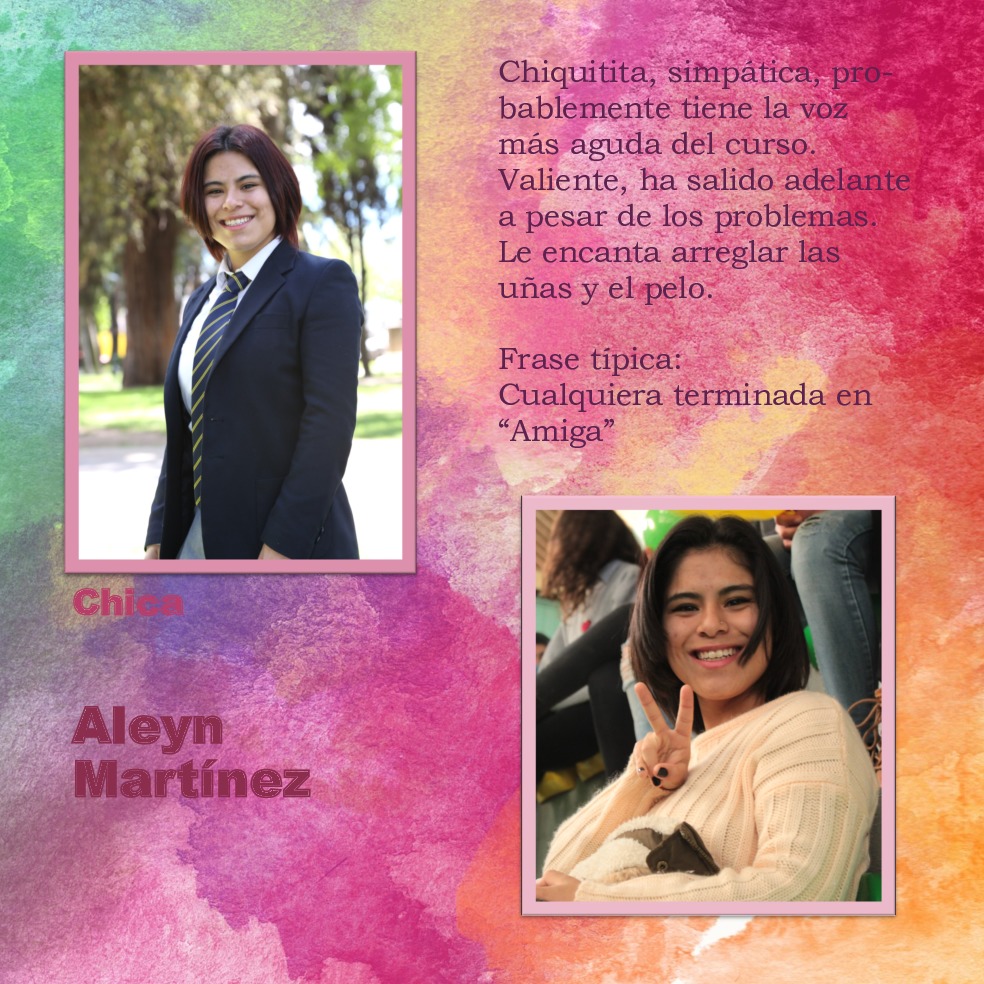 Chiquitita, simpática, pro-
bablemente tiene la voz
más aguda del curso.
Valiente, ha salido adelante
a pesar de los problemas.
Le encanta arreglar las
uñas y el pelo.
Frase típica:
Cualquiera terminada en
“Amiga”
Chica
Aleyn
Martínez